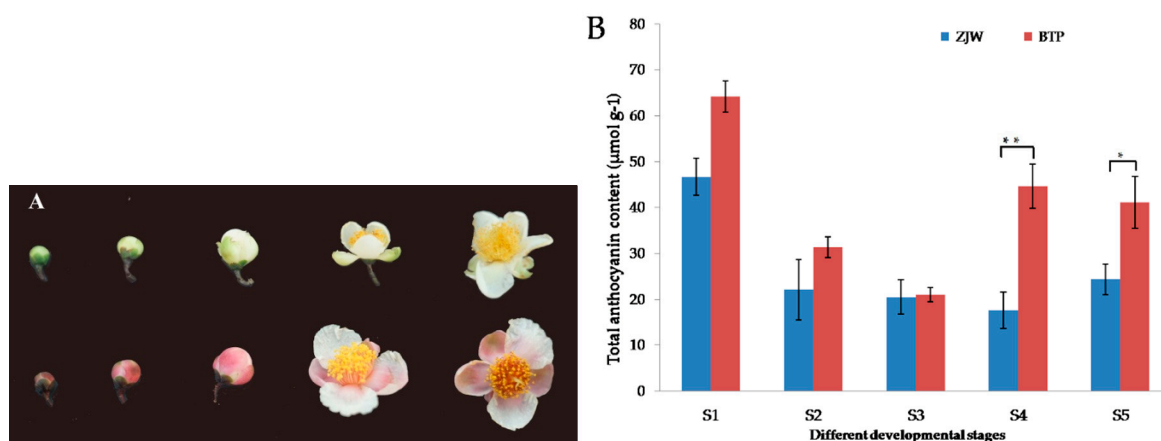 A
B
ZJW BTP
Total anthocyanin content (μmol g-1)
80
70
60
50
40
30
20
10
0
**
*
S1 S2 S3 S4 S5
Different developmental stages